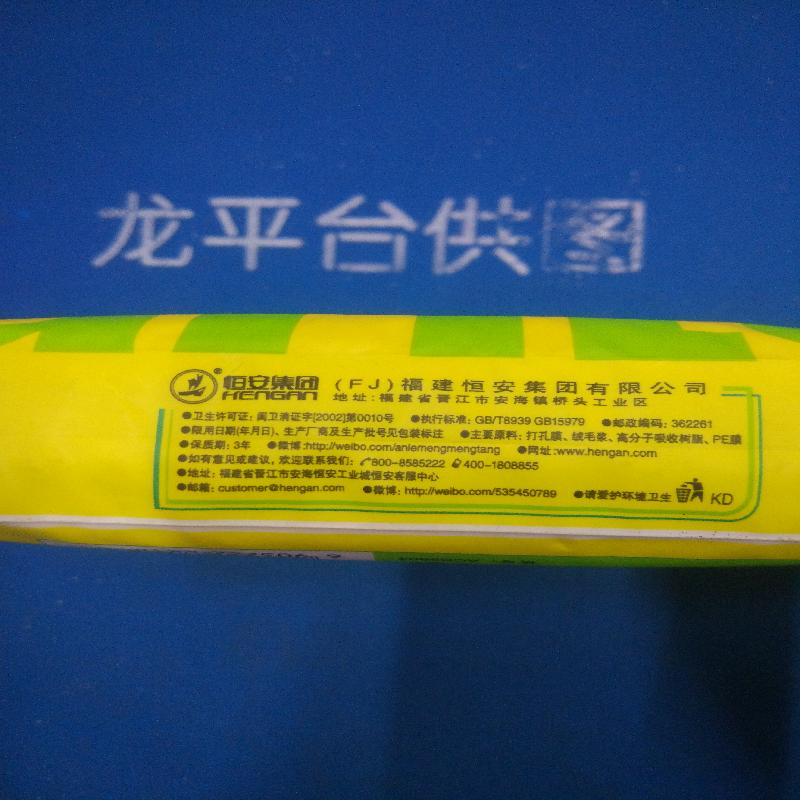 龙平台供图
恒安集团 HENGAN ® (FJ)福建恒安集团有限公司
地址:福建省晋江市安海镇桥头工业区
●卫生许可证: 闽卫消证字[2002]第0010号 ●执行标准: GB/T8939 GB15979 ●邮政编码: 362261
●限用日期(年月日)、生产厂商及生产批号见包装标注 ●主要原料: 打孔膜、绒毛浆、高分子吸收树脂、PE膜
●保质期: 3年 ●微博:http://weibo.com/anlemengmengtang ●网址:www.hengan.com
●如有意见或建议, 欢迎联系我们: 800-8585222 400-1808855
●地址: 福建省晋江市安海恒安工业城恒安客服中心
●邮箱: customer@hengan.com ●微博: http://weibo.com/535450789 ●请爱护环境卫生 KD